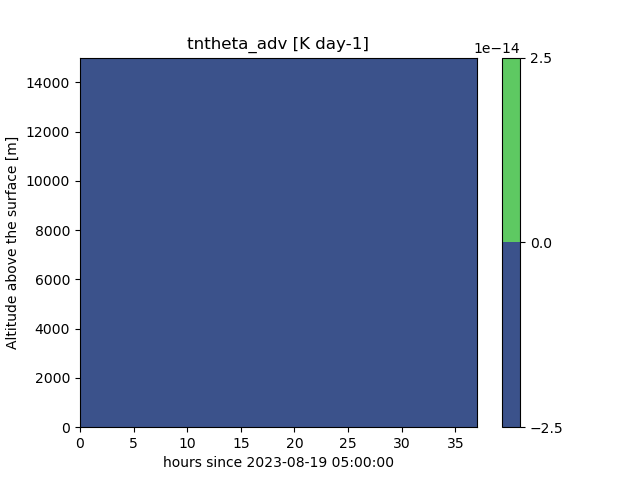 tntheta_adv [K day-1]
1e−14
2.5
0.0
−2.5
14000
12000
10000
8000
6000
4000
2000
0
Altitude above the surface [m]
0 5 10 15 20 25 30 35
hours since 2023-08-19 05:00:00